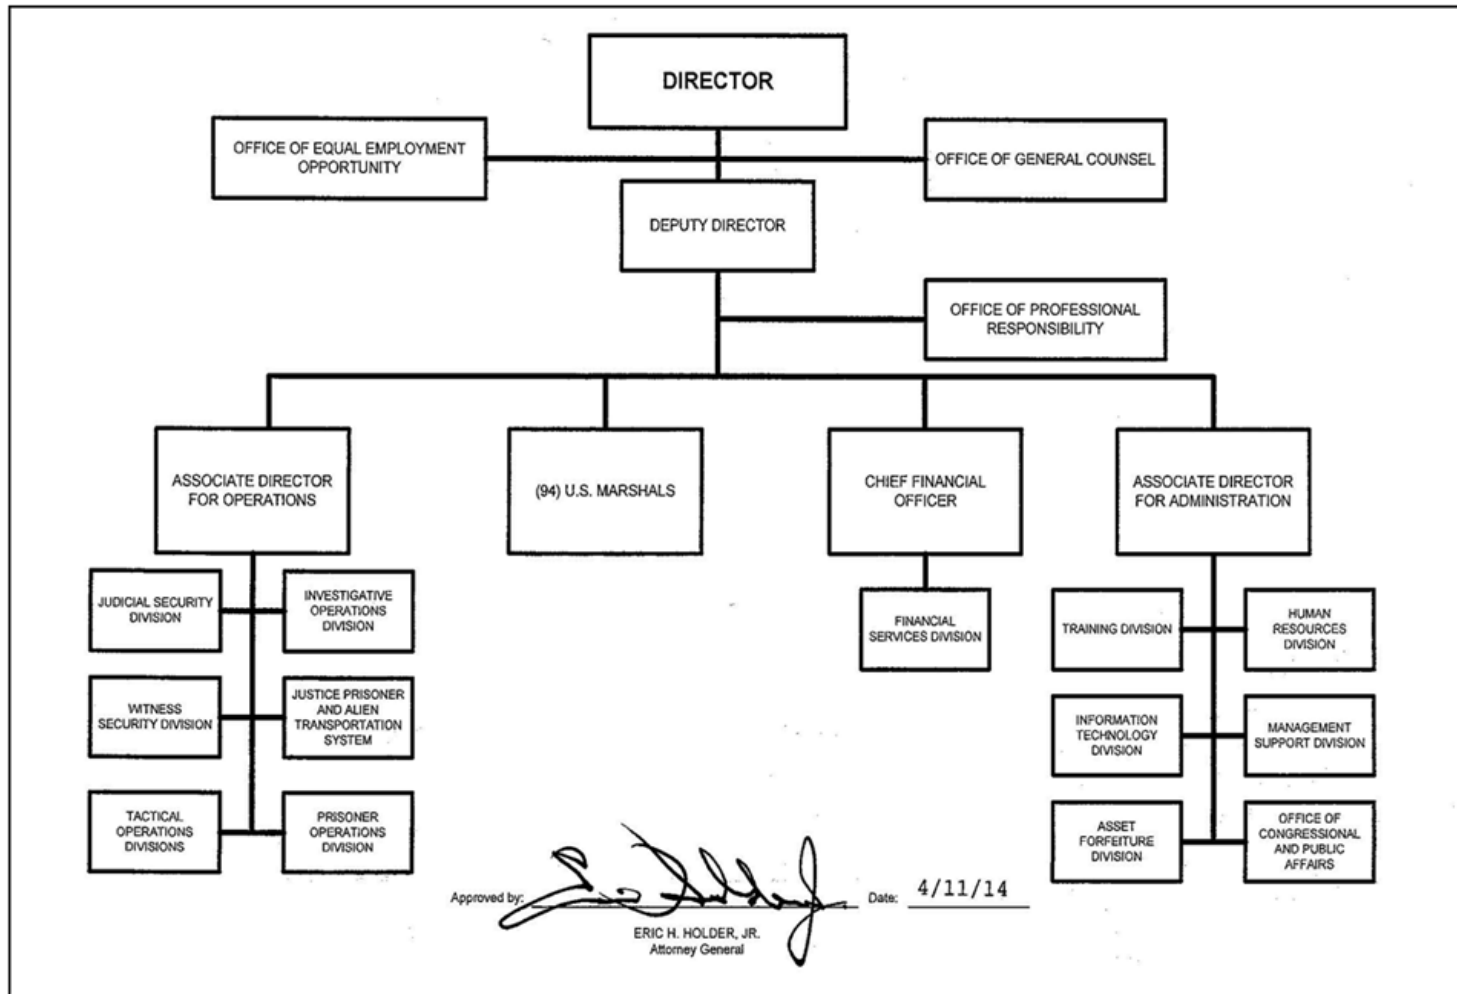 DIRECTOR
OFFICE OF EQUAL EMPLOYMENT
OPPORTUNITY
OFFICE OF GENERAL COUNSEL
DEPUTY DIRECTOR
OFFICE OF PROFESSIONAL
RESPONSIBILITY
ASSOCIATE DIRECTOR
FOR OPERATIONS
(94) U.S. MARSHALS
CHIEF FINANCIAL
OFFICER
ASSOCIATE DIRECTOR
FOR ADMINISTRATION
JUDICIAL SECURITY
DIVISION
INVESTIGATIVE
OPERATIONS
DIVISION
WITNESS
SECURITY DIVISION
JUSTICE PRISONER
AND ALIEN
TRANSPORTATION
SYSTEM
TACTICAL
OPERATIONS
DIVISIONS
PRISONER
OPERATIONS
DIVISION
FINANCIAL
SERVICES DIVISION
TRAINING DIVISION
HUMAN
RESOURCES
DIVISION
INFORMATION
TECHNOLOGY
DIVISION
MANAGEMENT
SUPPORT DIVISION
ASSET
FORFEITURE
DIVISION
OFFICE OF
CONGRESSIONAL
AND PUBLIC
AFFAIRS
Approved by:
Date: 4/11/14
ERIC H. HOLDER, JR.
Attorney General